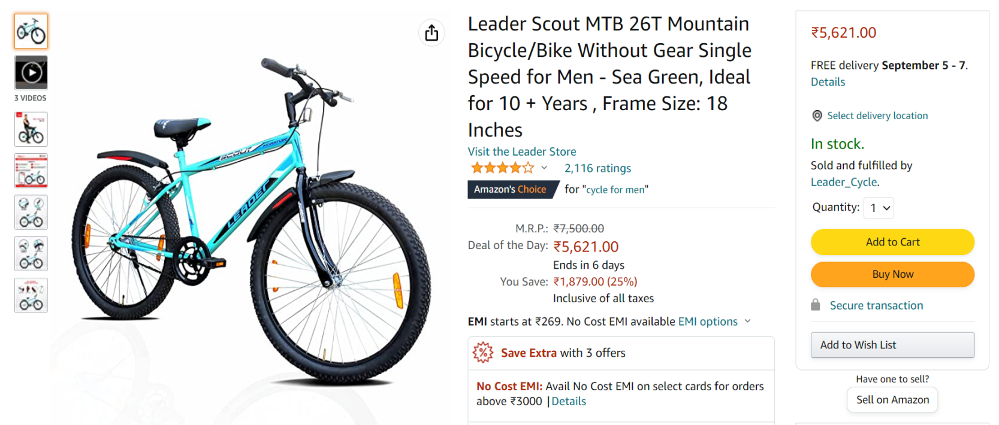 3 VIDEOS
SCOUT
ADVENTURE
LEADER
Leader Scout MTB 26T Mountain
Bicycle/Bike Without Gear Single
Speed for Men - Sea Green, Ideal
for 10 + Years , Frame Size: 18
Inches
Visit the Leader Store
2,116 ratings
Amazon's Choice for "cycle for men"
M.R.P.: ₹7,500.00
Deal of the Day: ₹5,621.00
Ends in 6 days
You Save: ₹1,879.00 (25%)
Inclusive of all taxes
EMI starts at ₹269. No Cost EMI available EMI options
% Save Extra with 3 offers
No Cost EMI: Avail No Cost EMI on select cards for orders
above ₹3000 |Details
₹5,621.00
FREE delivery September 5 - 7.
Details
Select delivery location
In stock.
Sold and fulfilled by
Leader_Cycle.
Quantity: 1
Add to Cart
Buy Now
Secure transaction
Add to Wish List
Have one to sell?
Sell on Amazon